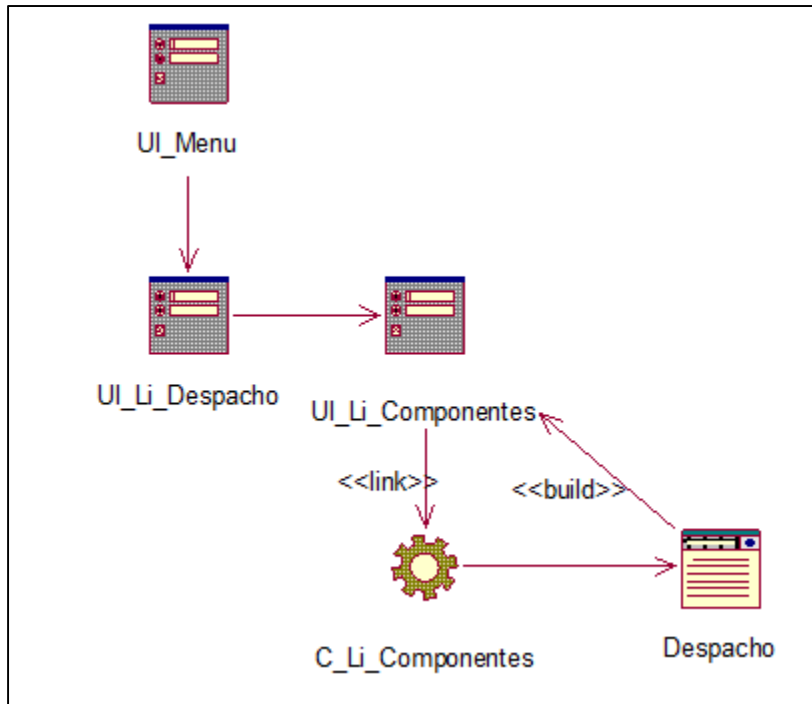 UI_Menu
UI_Li_Despacho
UI_Li_Componentes
<<link>>
<<build>>
C_Li_Componentes
Despacho